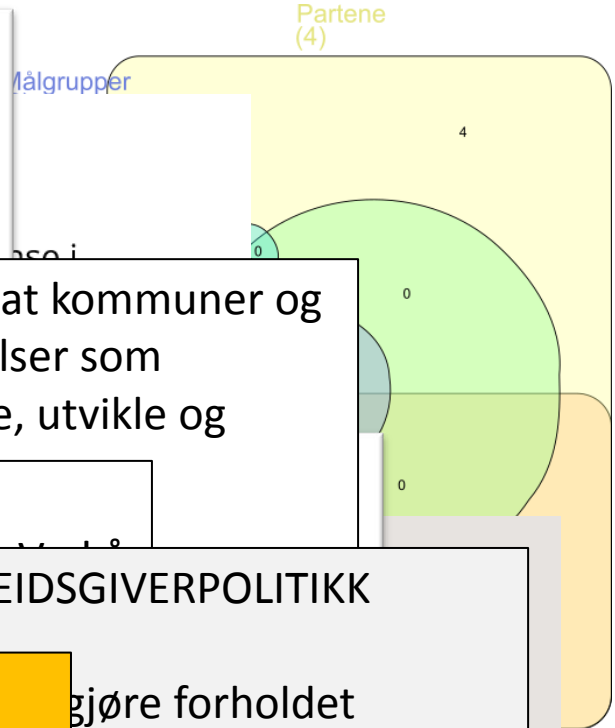 Partene
(4)
Målgrupper
4
0
0
at kommuner og
lser som
e, utvikle og
0
EIDSGIVERPOLITIKK
gjøre forholdet